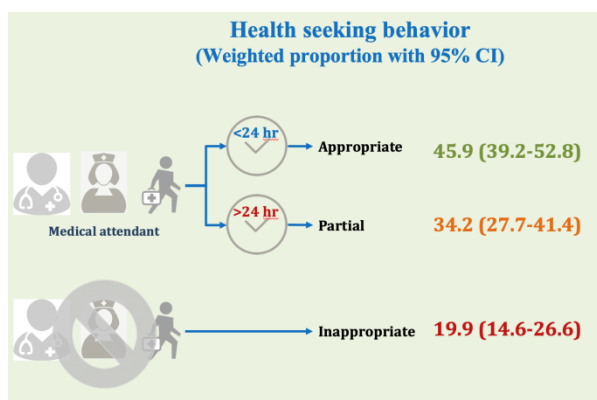 Health seeking behavior
(Weighted proportion with 95% CI)
<24 hr
Appropriate
45.9 (39.2-52.8)
Medical attendant
>24 hr
Partial
34.2 (27.7-41.4)
Inappropriate
19.9 (14.6-26.6)